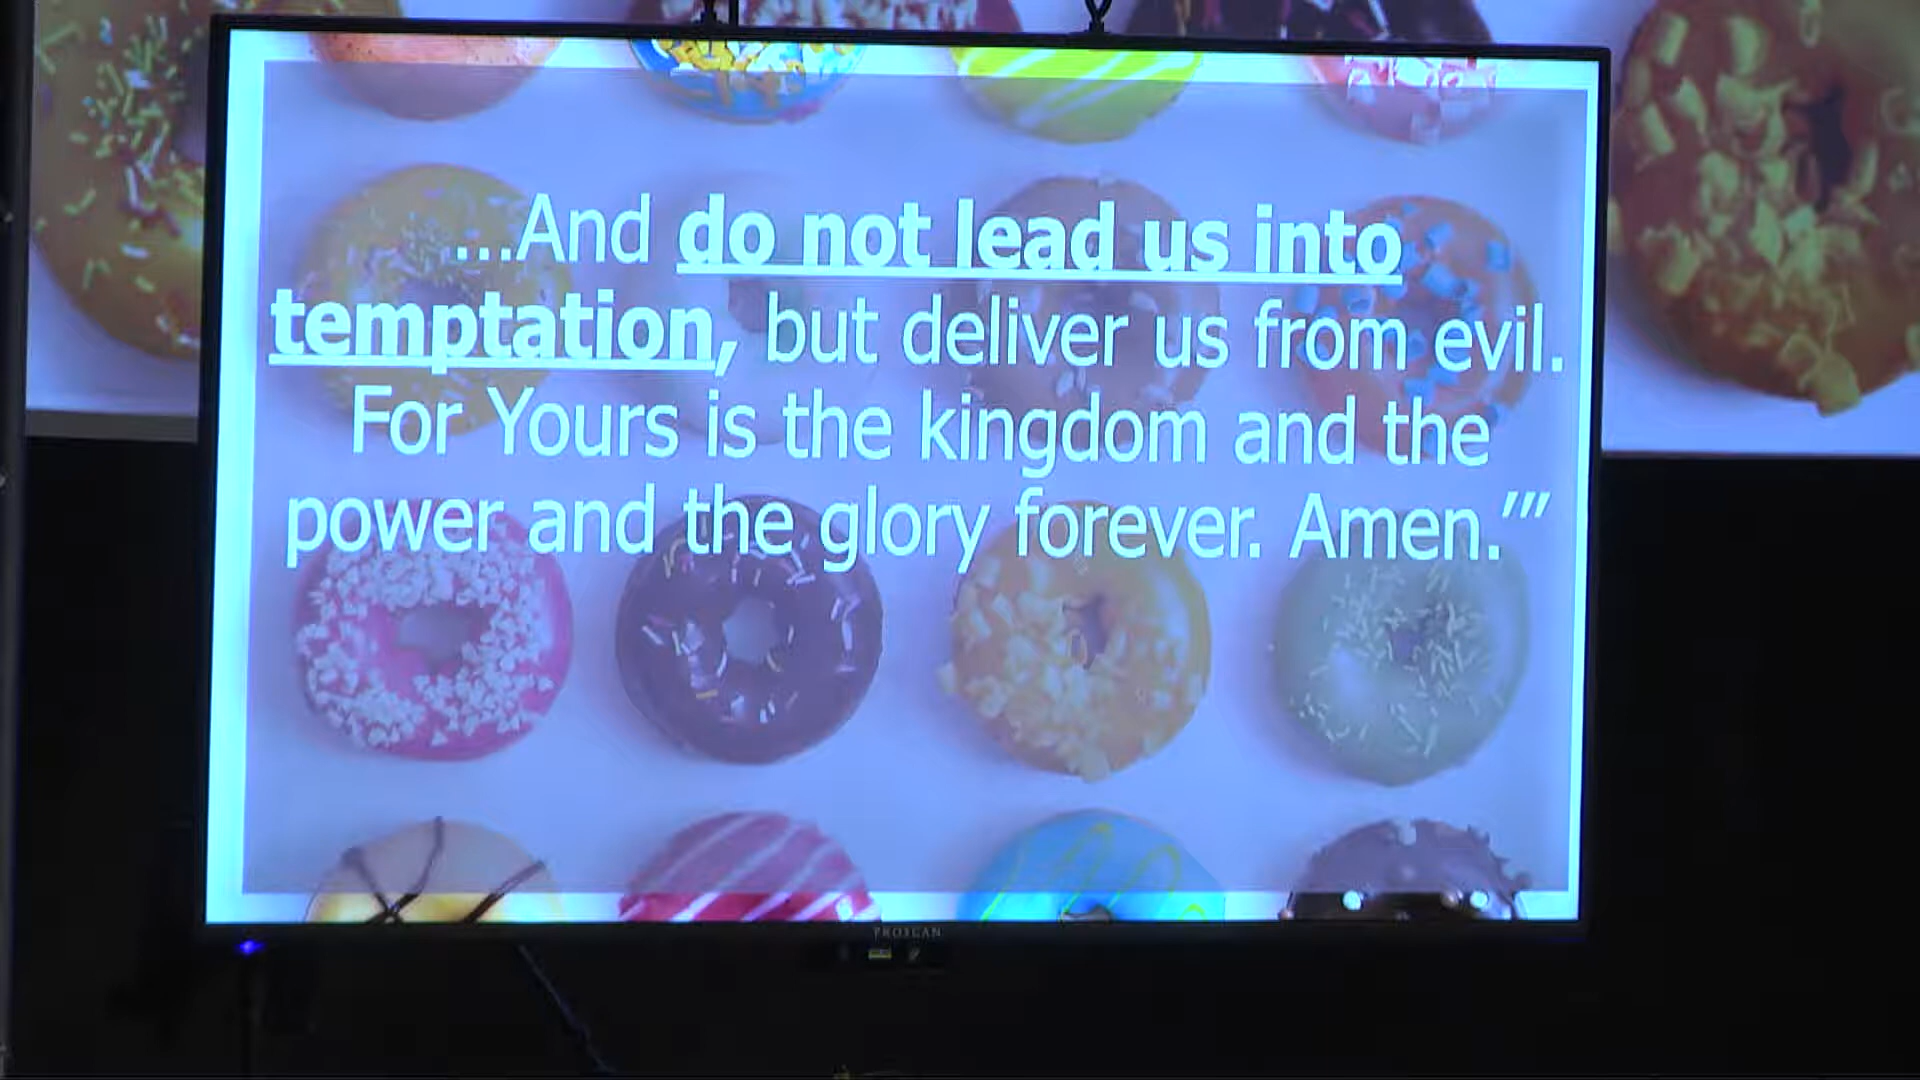 ...And do not lead us into
temptation, but deliver us from evil.
For Yours is the kingdom and the
power and the glory forever. Amen.’”
PROSCAN